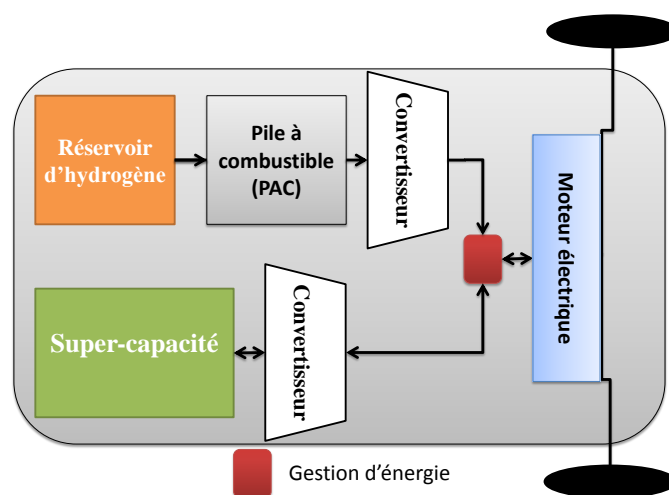 Réservoir
d’hydrogène
Pile à
combustible
(PAC)
Convertisseur
Moteur électrique
Super-capacité
Convertisseur
Gestion d’énergie